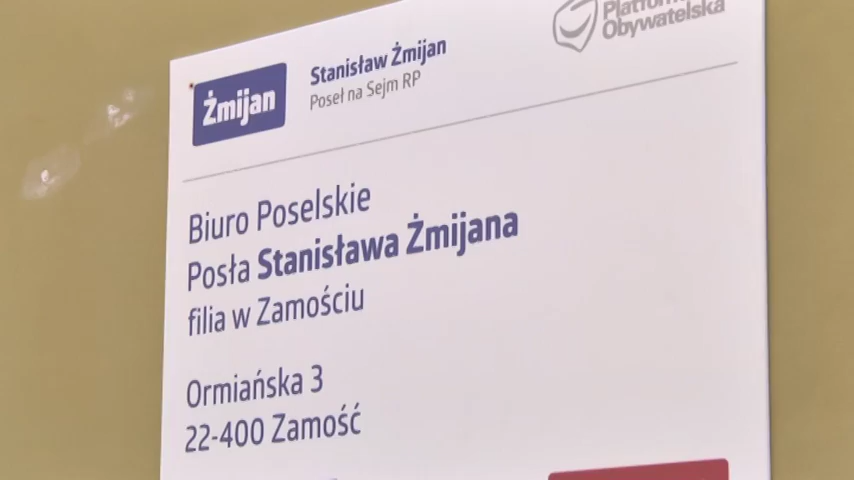 Platforma
Obywatelska
Żmijan
Stanisław Żmijan
Poseł na Sejm RP
Biuro Poselskie
Posła Stanisława Żmijana
filia w Zamościu
Ormiańska 3
22-400 Zamość